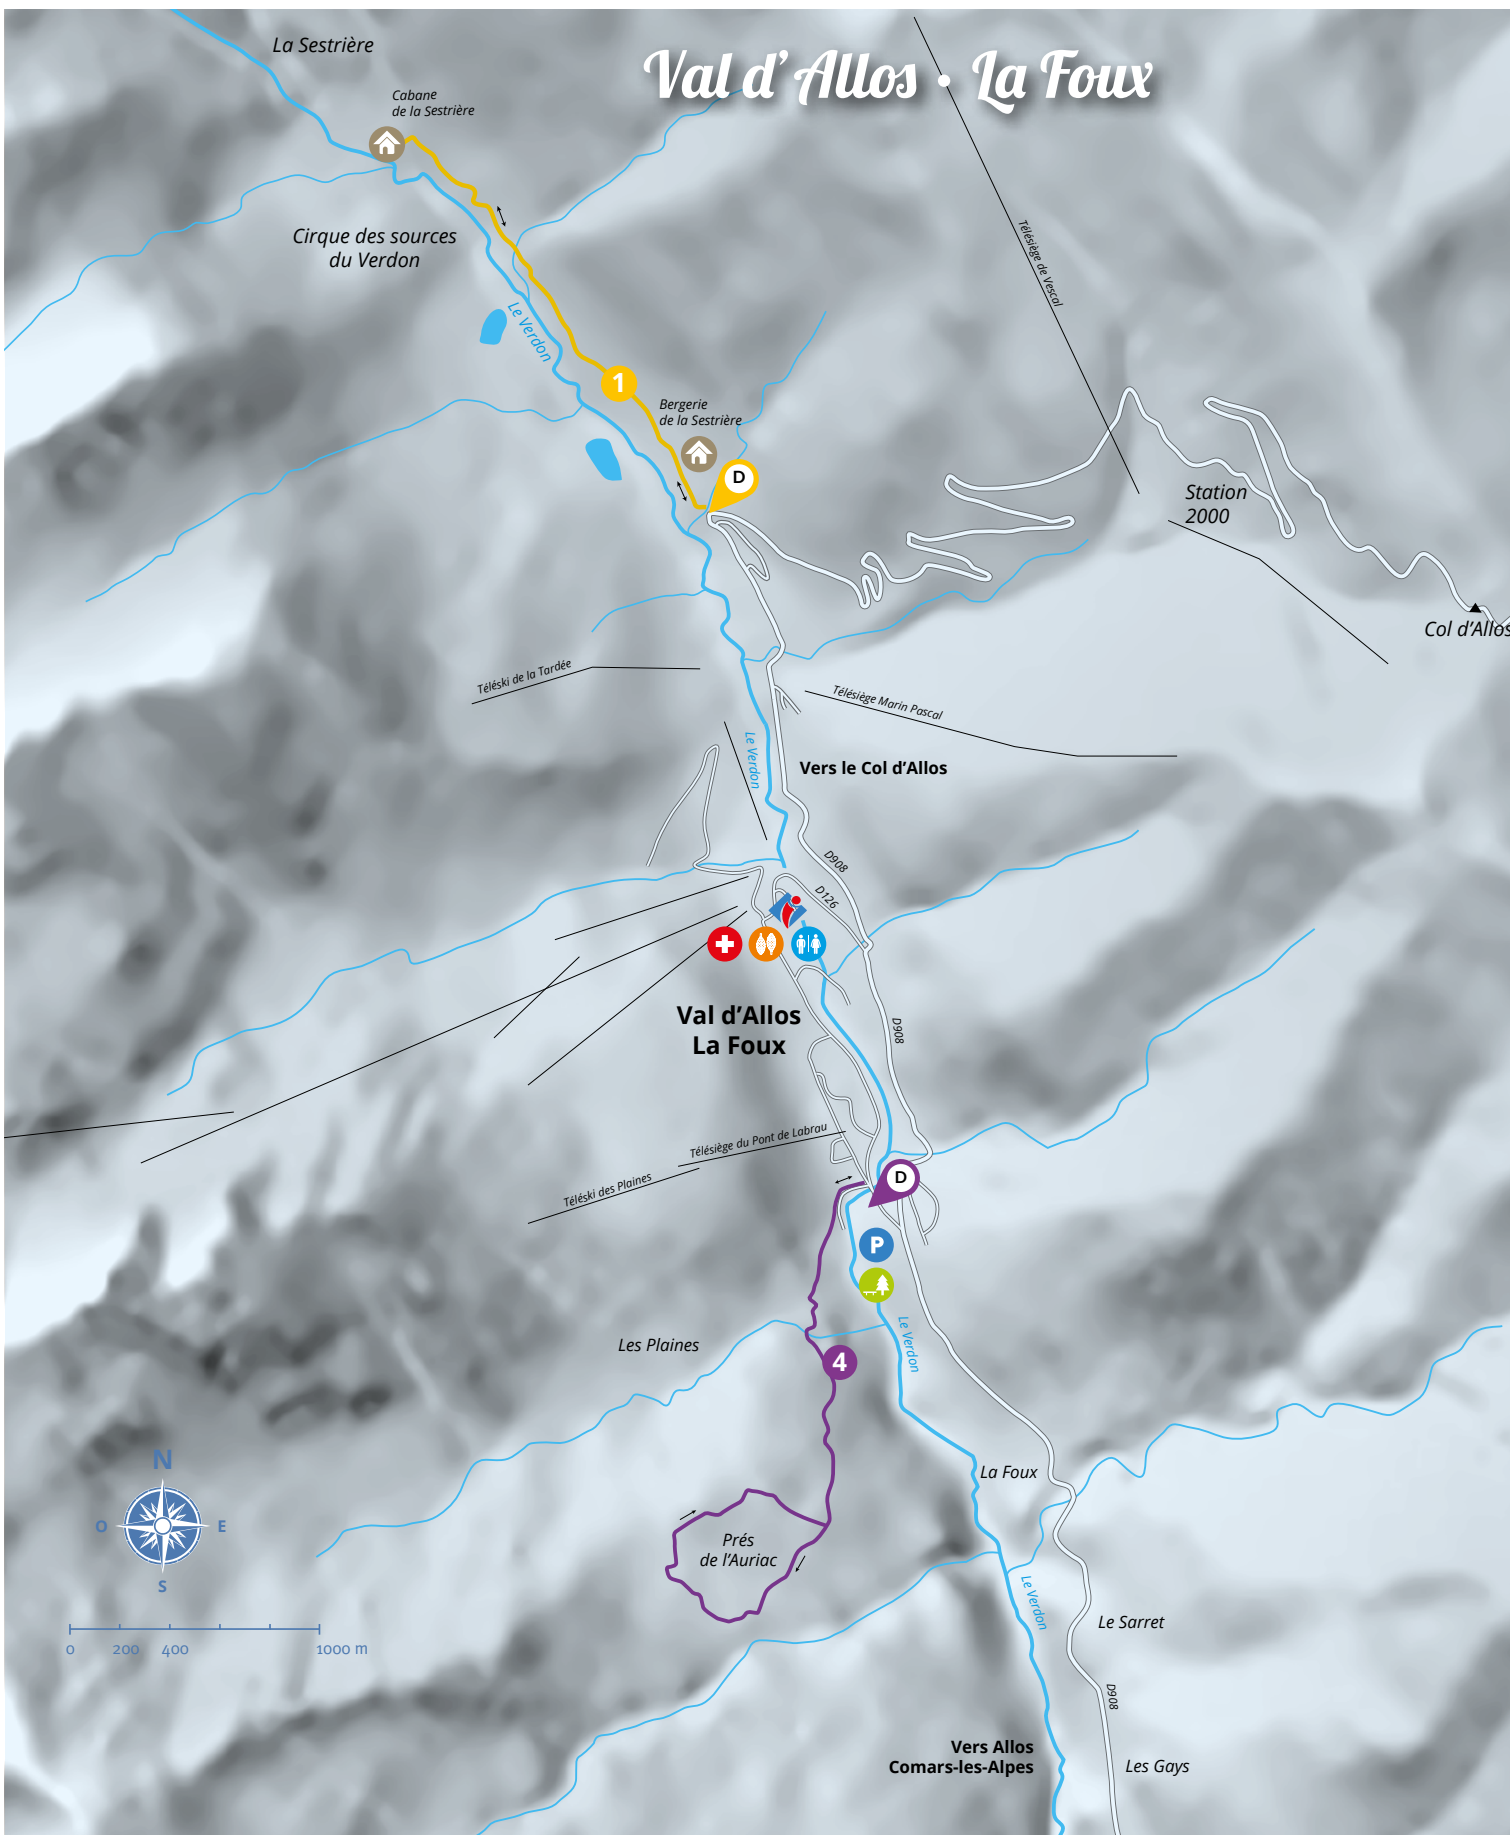 La Sestrière
Val d’Allos • La Foux
Cabane
de la Sestrière
Cirque des sources
du Verdon
Télésiège de Vescal
Le Verdon
1
Bergerie
de la Sestrière
D
Station
2000
Col d’Allos
Téléski de la Tardée
Télésiège Marin Pascal
Le Verdon
Vers le Col d’Allos
D908
D126
Val d’Allos
La Foux
D908
Télésiège du Pont de Labrau
Téléski des Plaines
D
P
Les Plaines
Le Verdon
4
N
O
E
S
La Foux
Prés
de l’Auriac
Le Verdon
Le Sarret
0 200 400 1000 m
D908
Vers Allos
Comars-les-Alpes
Les Gays